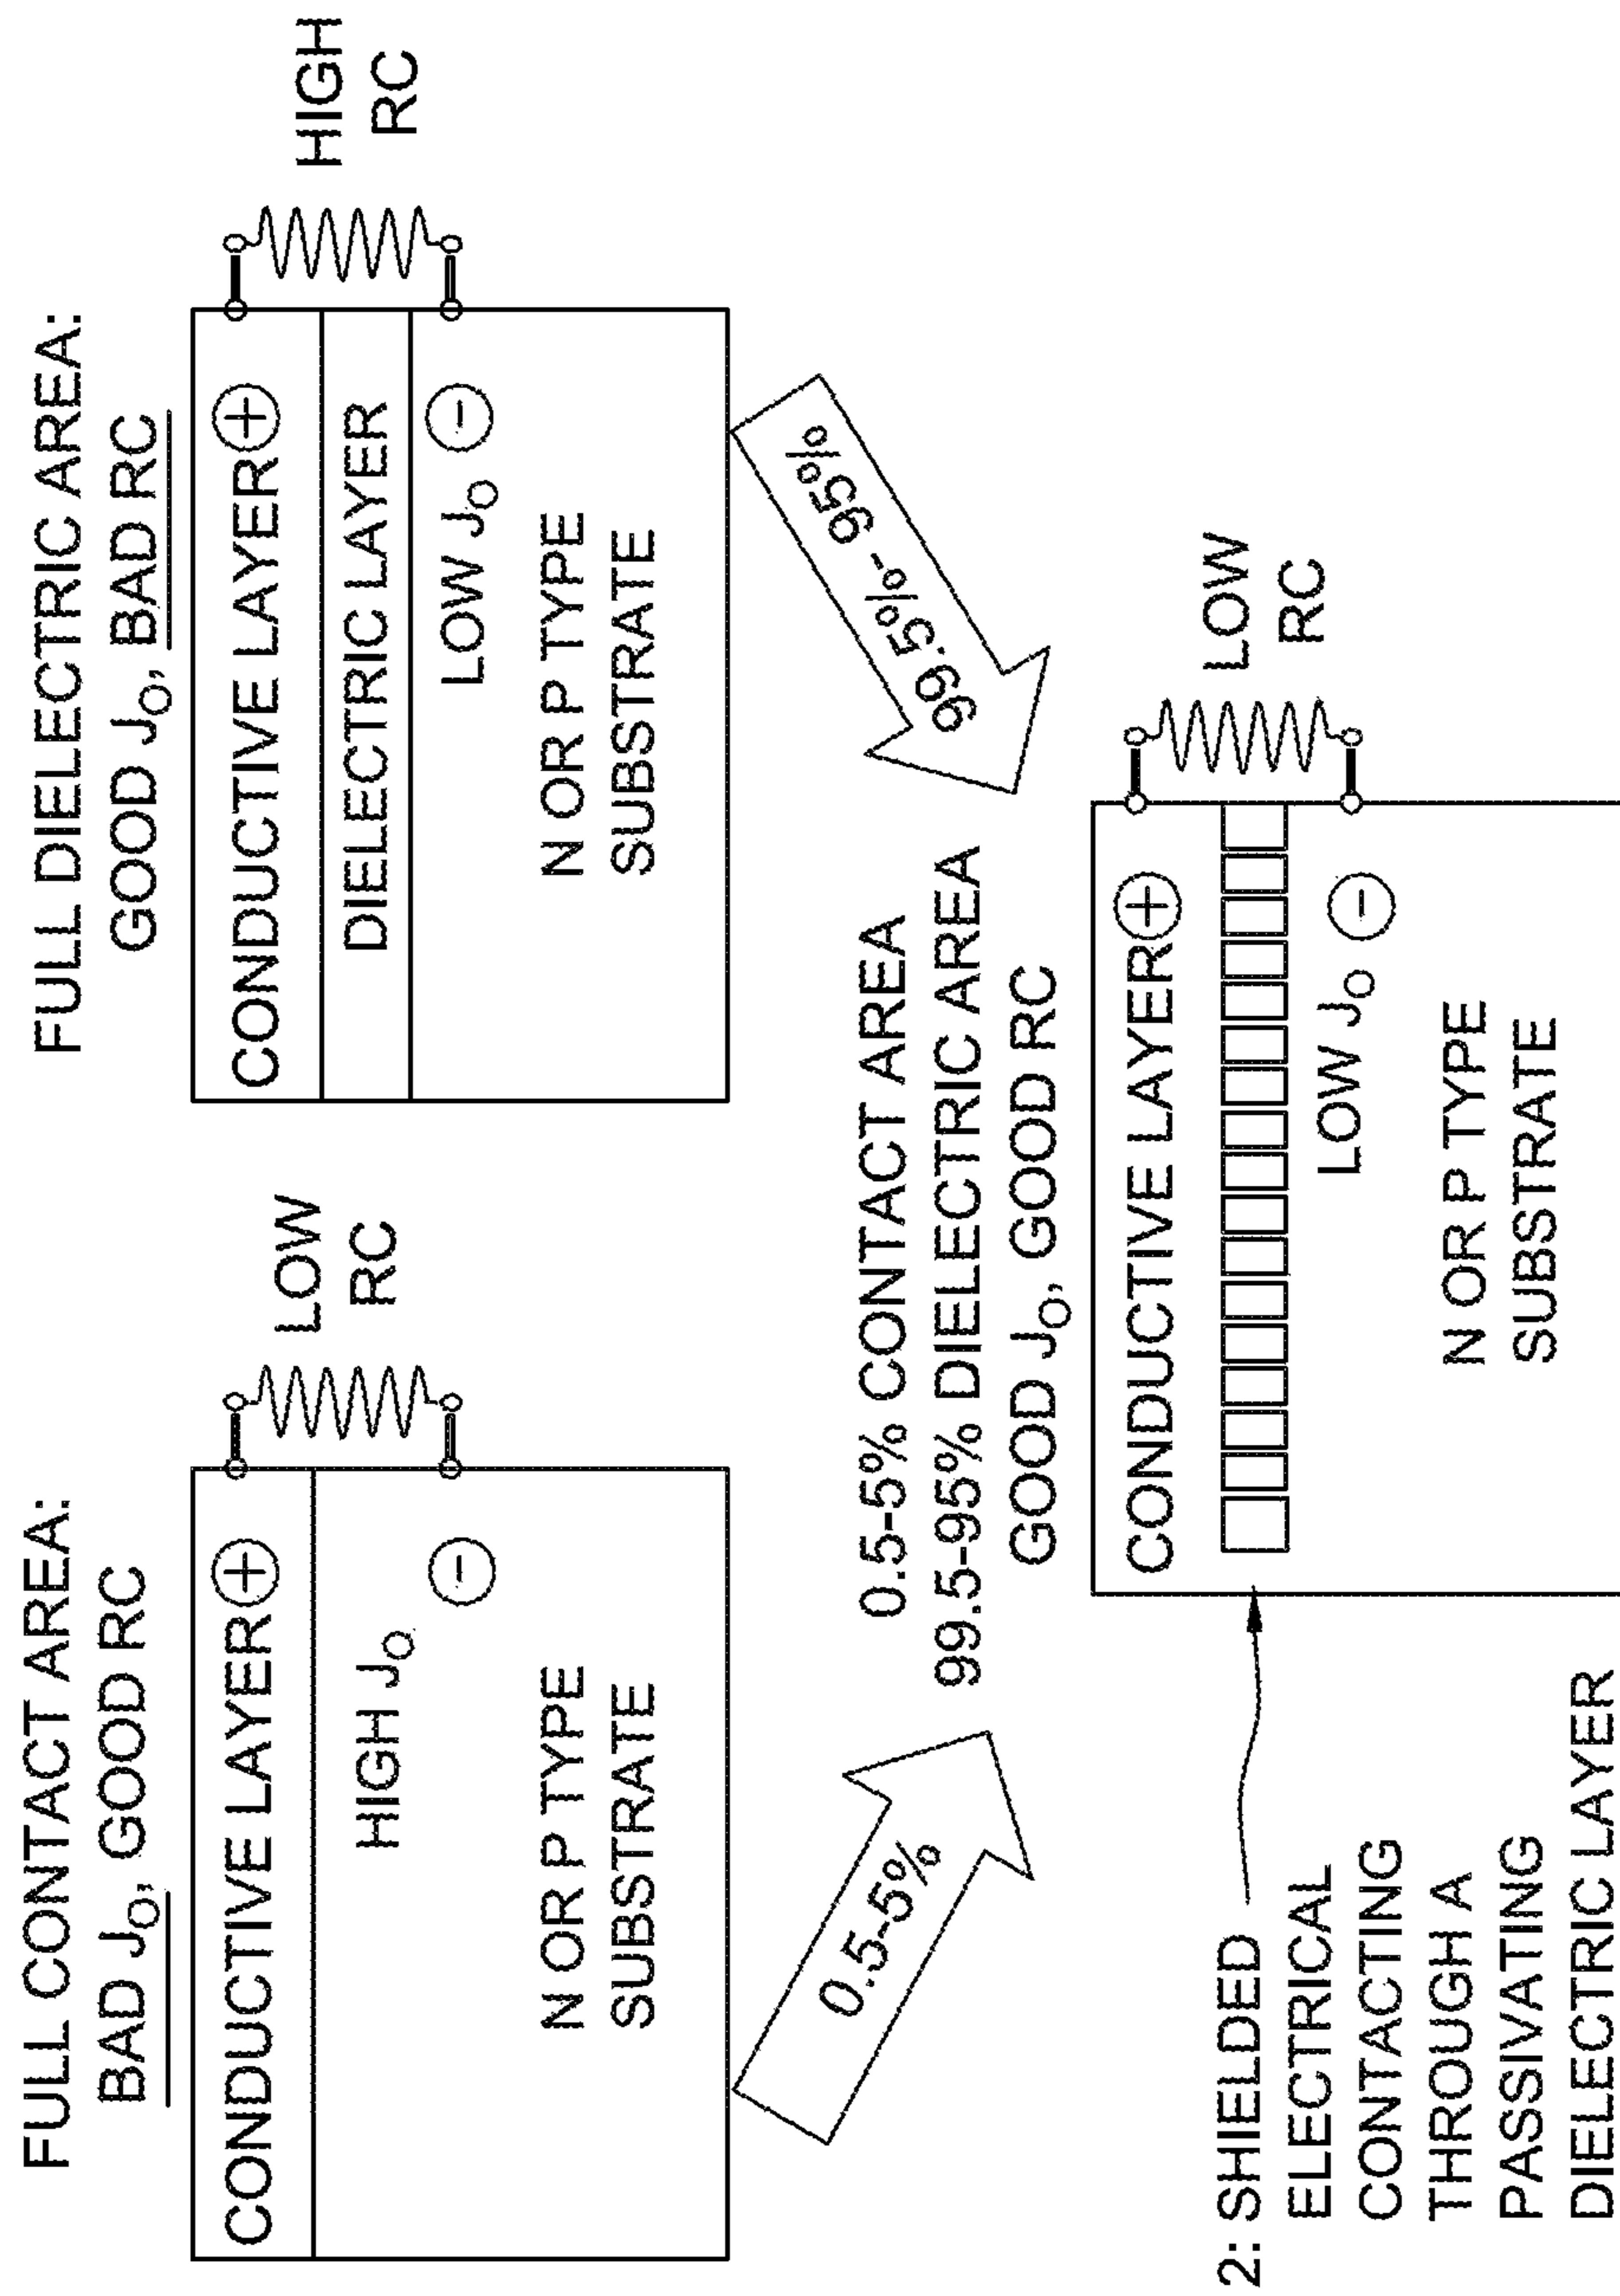 FULL CONTACT AREA:
BAD JO, GOOD RC
CONDUCTIVE LAYER +
HIGH JO
-
N OR P TYPE
SUBSTRATE
LOW
RC
FULL DIELECTRIC AREA:
GOOD JO, BAD RC
CONDUCTIVE LAYER +
DIELECTRIC LAYER
LOW JO -
N OR P TYPE
SUBSTRATE
HIGH
RC
0.5-5%
99.5%- 95%
0.5-5% CONTACT AREA
99.5-95% DIELECTRIC AREA
GOOD JO, GOOD RC
CONDUCTIVE LAYER +
LOW JO -
N OR P TYPE
SUBSTRATE
LOW
RC
2: SHIELDED
ELECTRICAL
CONTACTING
THROUGH A
PASSIVATING
DIELECTRIC LAYER